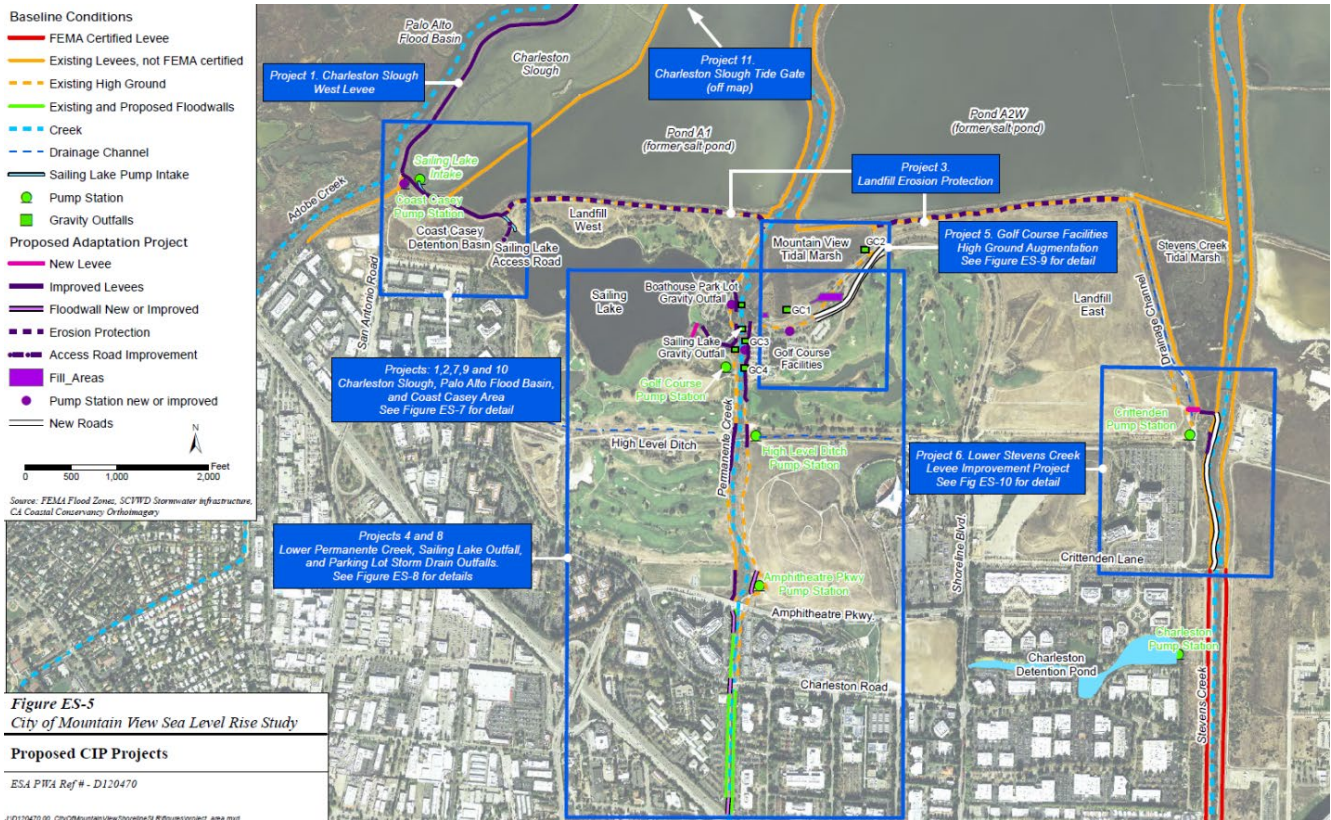 Baseline Conditions
FEMA Certified Levee
Existing Levees, not FEMA certified
Existing High Ground
Existing and Proposed Floodwalls
Creek
Drainage Channel
Sailing Lake Pump Intake
Pump Station
Gravity Outfalls
Proposed Adaptation Project
New Levee
Improved Levees
Floodwall New or Improved
Erosion Protection
Access Road Improvement
Fill_Areas
Pump Station new or improved
New Roads
N
Feet
0 500 1,000 2,000
Source: FEMA Flood Zones, SCVWD Stormwater infrastructure,
CA Coastal Conservancy Orthoimagery
Palo Alto
Flood Basin
Charleston
Slough
Project 1. Charleston Slough
West Levee
Project 11.
Charleston Slough Tide Gate
(off map)
Pond A1
(former salt pond)
Pond A2W
(former salt pond)
Project 3.
Landfill Erosion Protection
Sailing Lake
Intake
Coast Casey
Pump Station
Adobe Creek
Coast Casey
Detention Basin
Sailing Lake
Access Road
Landfill
West
San Antonio Road
Mountain View
Tidal Marsh
GC2
Project 5. Golf Course Facilities
High Ground Augmentation
See Figure ES-9 for detail
Stevens Creek
Tidal Marsh
Sailing
Lake
Boathouse Park Lot
Gravity Outfall
GC1
Landfill
East
Drainage Channel
Sailing Lake
Gravity Outfall
GC3
GC4
Golf Course
Facilities
Golf Course
Pump Station
Projects: 1,2,7,9 and 10
Charleston Slough, Palo Alto Flood Basin,
and Coast Casey Area
See Figure ES-7 for detail
High Level Ditch
Permanente Creek
High Level Ditch
Pump Station
Crittenden
Pump Station
Project 6. Lower Stevens Creek
Levee Improvement Project
See Fig ES-10 for detail
Projects 4 and 8
Lower Permanente Creek, Sailing Lake Outfall,
and Parking Lot Storm Drain Outfalls.
See Figure ES-8 for details
Shoreline Blvd.
Crittenden Lane
Amphitheatre Pkwy
Pump Station
Amphitheatre Pkwy
Charleston
Pump Station
Charleston
Detention Pond
Charleston Road
Stevens Creek
Figure ES-5
City of Mountain View Sea Level Rise Study
Proposed CIP Projects
ESA PWA Ref # - D120470